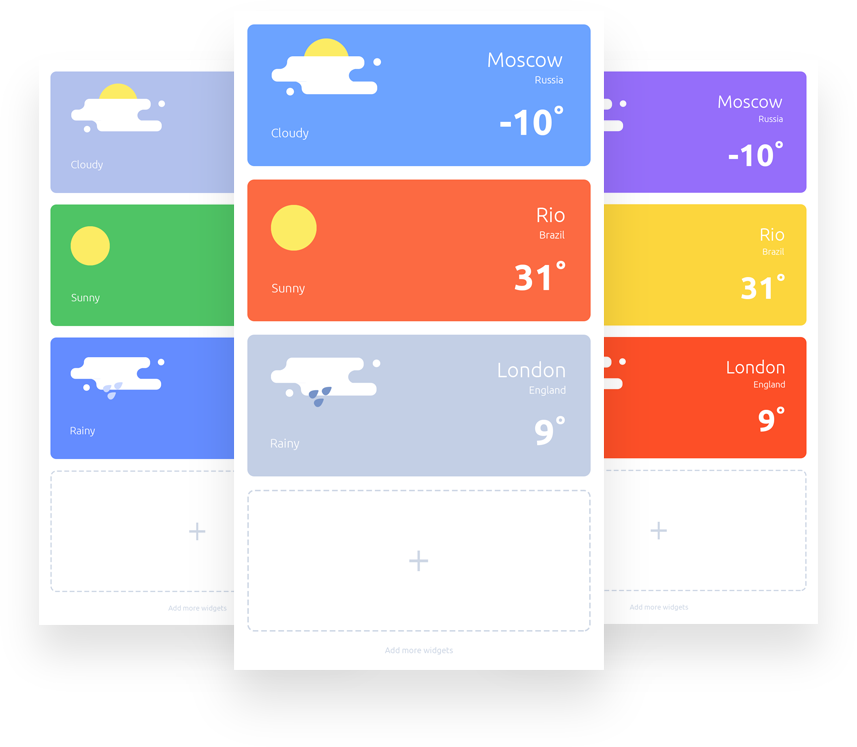 Cloudy
Sunny
Rainy
Add more widgets
Moscow
Russia
-10°
Cloudy
Rio
Brazil
31°
Sunny
London
England
9°
Rainy
Add more widgets
Moscow
Russia
-10°
Rio
Brazil
31°
London
England
9°
Add more widgets